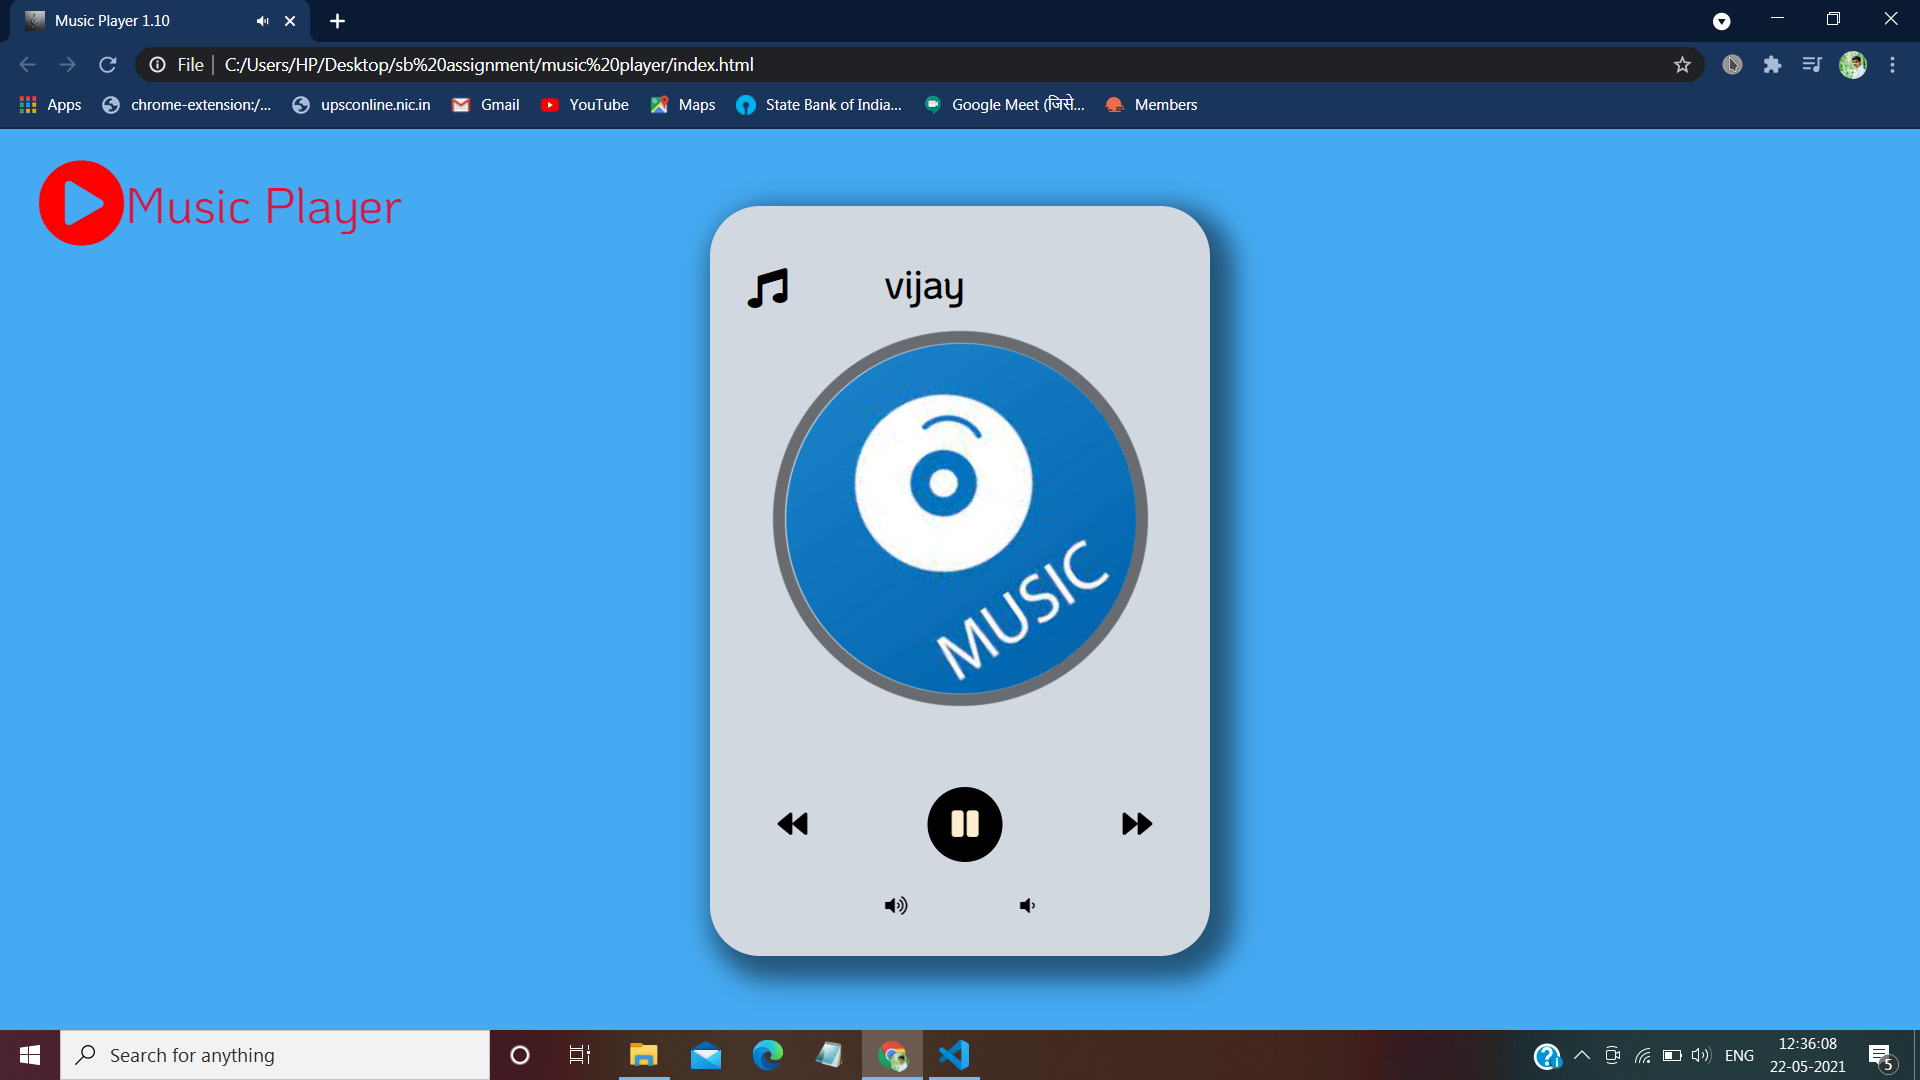 Music Player 1.10
File C:/Users/HP/Desktop/sb%20assignment/music%20player/index.html
Apps chrome-extension:/... upsconline.nic.in Gmail YouTube Maps State Bank of India... Google Meet (जिसे... Members
Music Player
vijay
MUSIC
Search for anything
ENG
12:36:08
22-05-2021
5